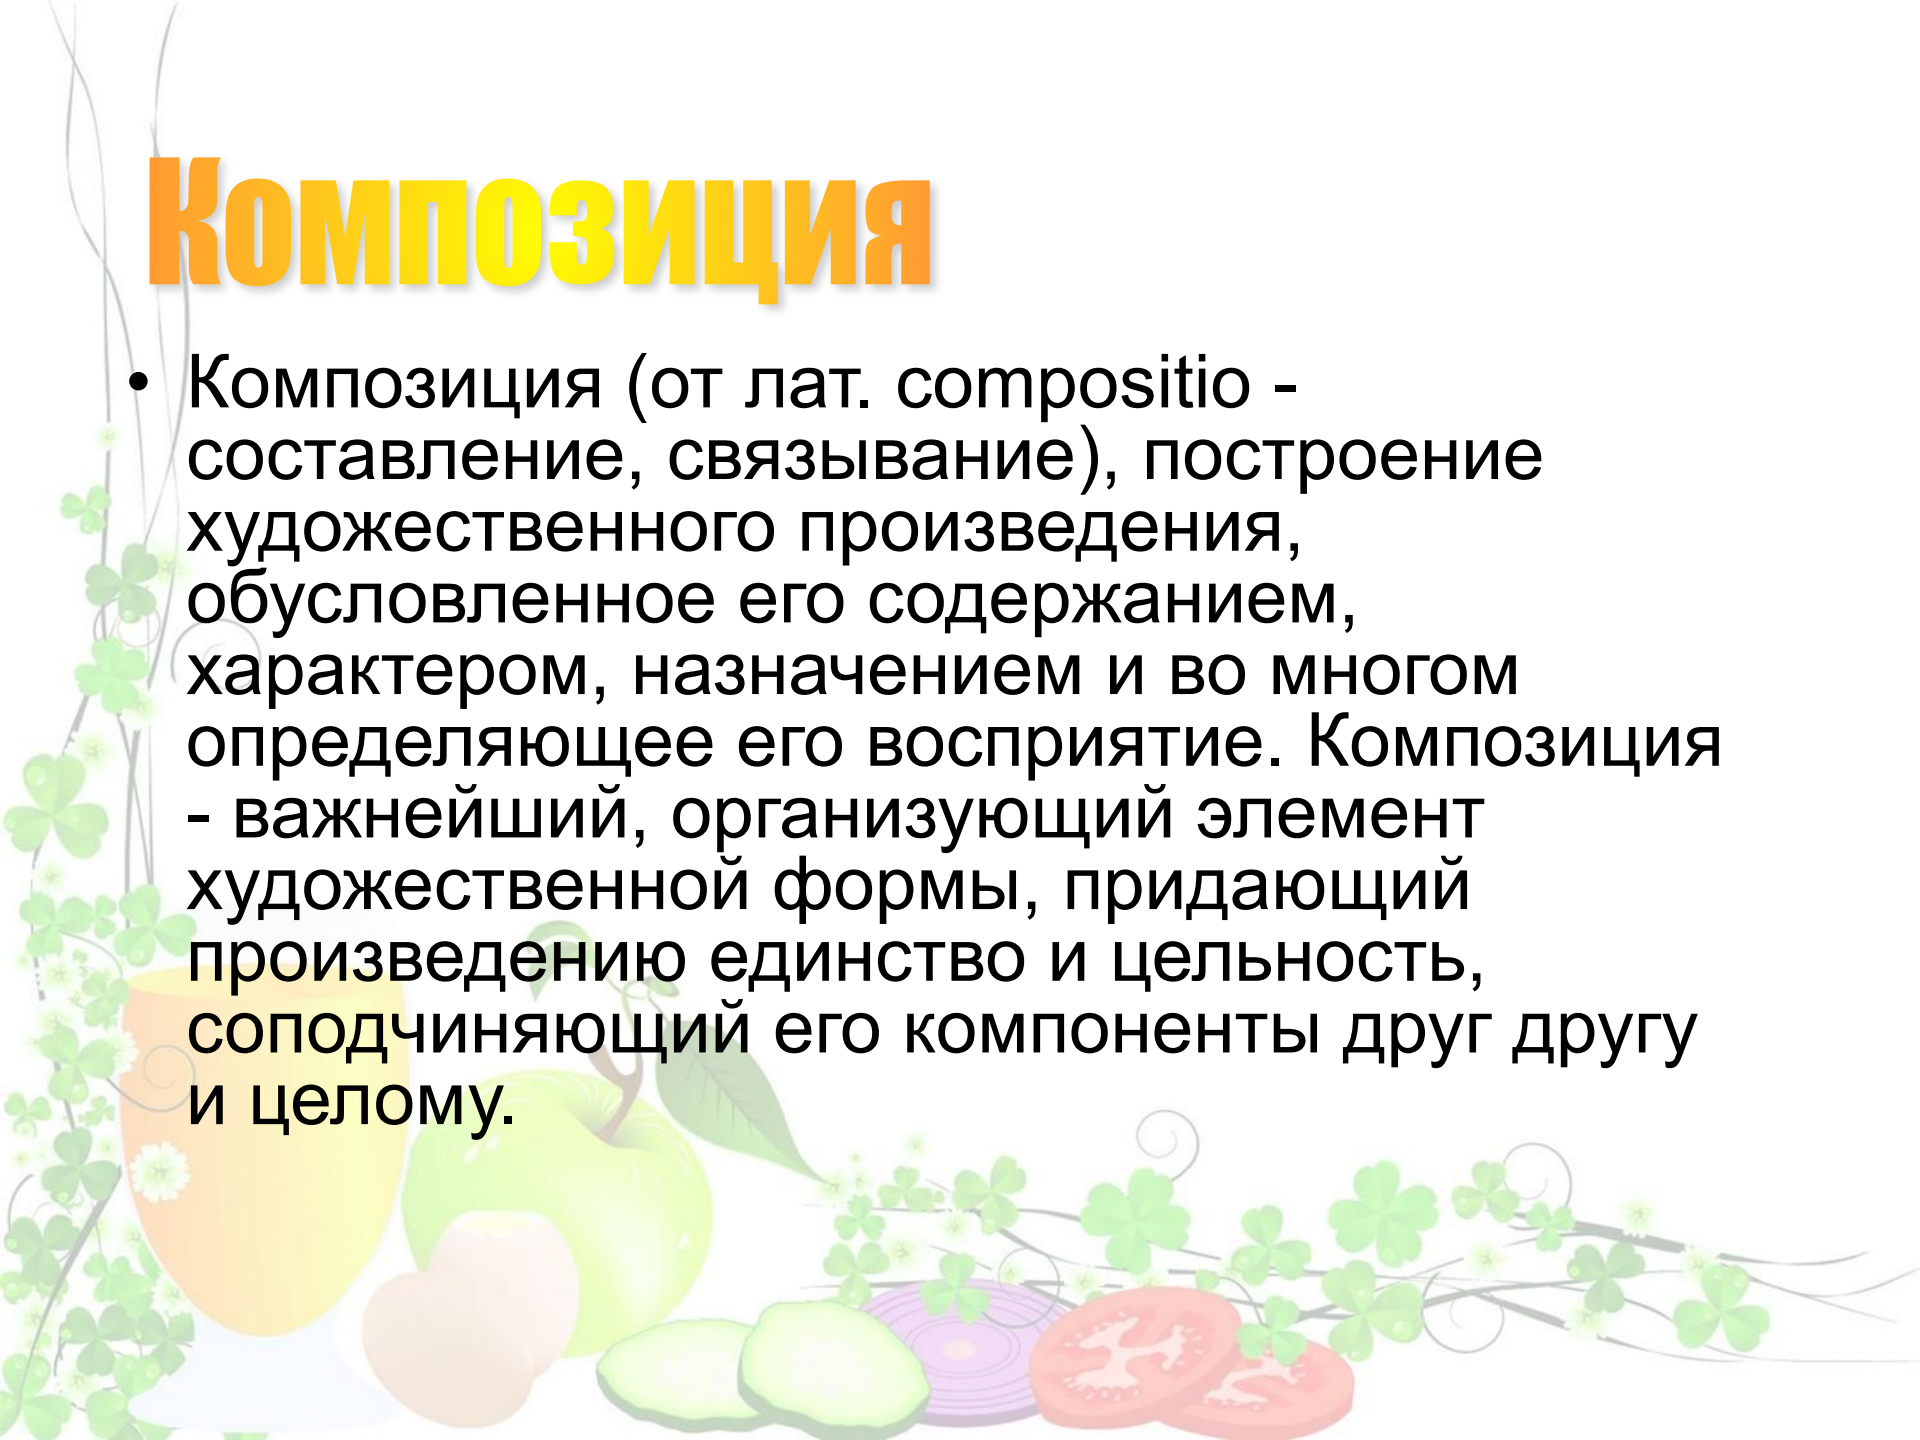 Композиция
• Композиция (от лат. compositio -
составление, связывание), построение
художественного произведения,
обусловленное его содержанием,
характером, назначением и во многом
определяющее его восприятие. Композиция
- важнейший, организующий элемент
художественной формы, придающий
произведению единство и цельность,
соподчиняющий его компоненты друг другу
и целому.